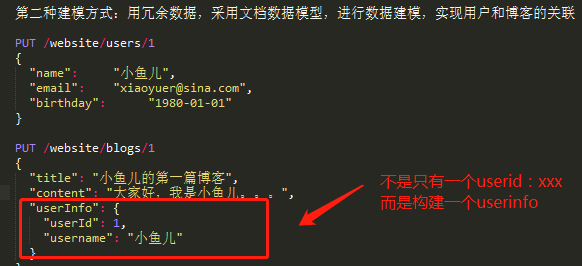 第二种建模方式：用冗余数据，采用文档数据模型，进行数据建模，实现用户和博客的关联
PUT /website/users/1
{
"name": "小鱼儿",
"email": "xiaoyuer@sina.com",
"birthday": "1980-01-01"
}
PUT /website/blogs/1
{
"title": "小鱼儿的第一篇博客",
"content": "大家好，我是小鱼儿。。。",
"userInfo": {
"userId": 1,
"username": "小鱼儿"
}
}
不是只有一个userid：xxx
而是构建一个userinfo